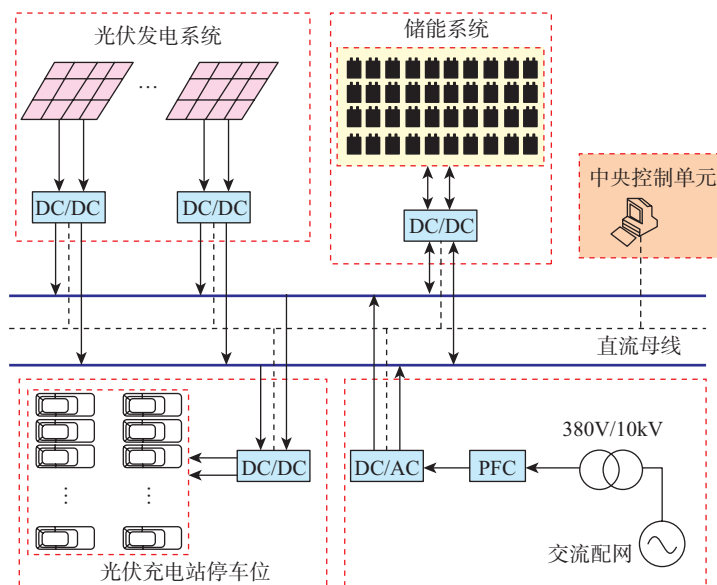 光伏发电系统
储能系统
…
DC/DC
DC/DC
DC/DC
中央控制单元
直流母线
380V/10kV
DC/DC
DC/AC
PFC
⋮
⋮
交流配网
光伏充电站停车位